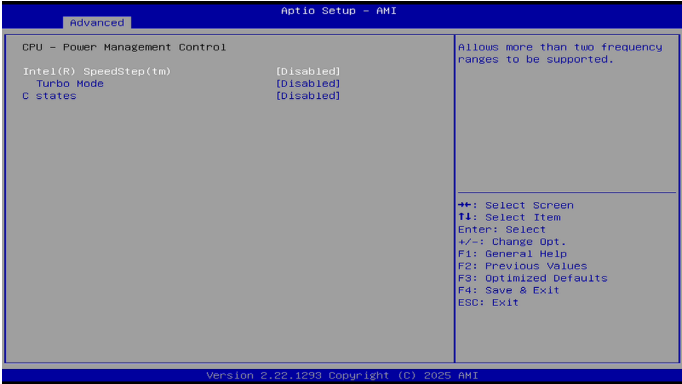 Aptio Setup – AMI
Advanced
CPU – Power Management Control
Intel(R) SpeedStep(tm) [Disabled]
Turbo Mode [Disabled]
C states [Disabled]
Allows more than two frequency
ranges to be supported.
→←: Select Screen
↑↓: Select Item
Enter: Select
+/-: Change Opt.
F1: General Help
F2: Previous Values
F3: Optimized Defaults
F4: Save & Exit
ESC: Exit
Version 2.22.1293 Copyright (C) 2025 AMI